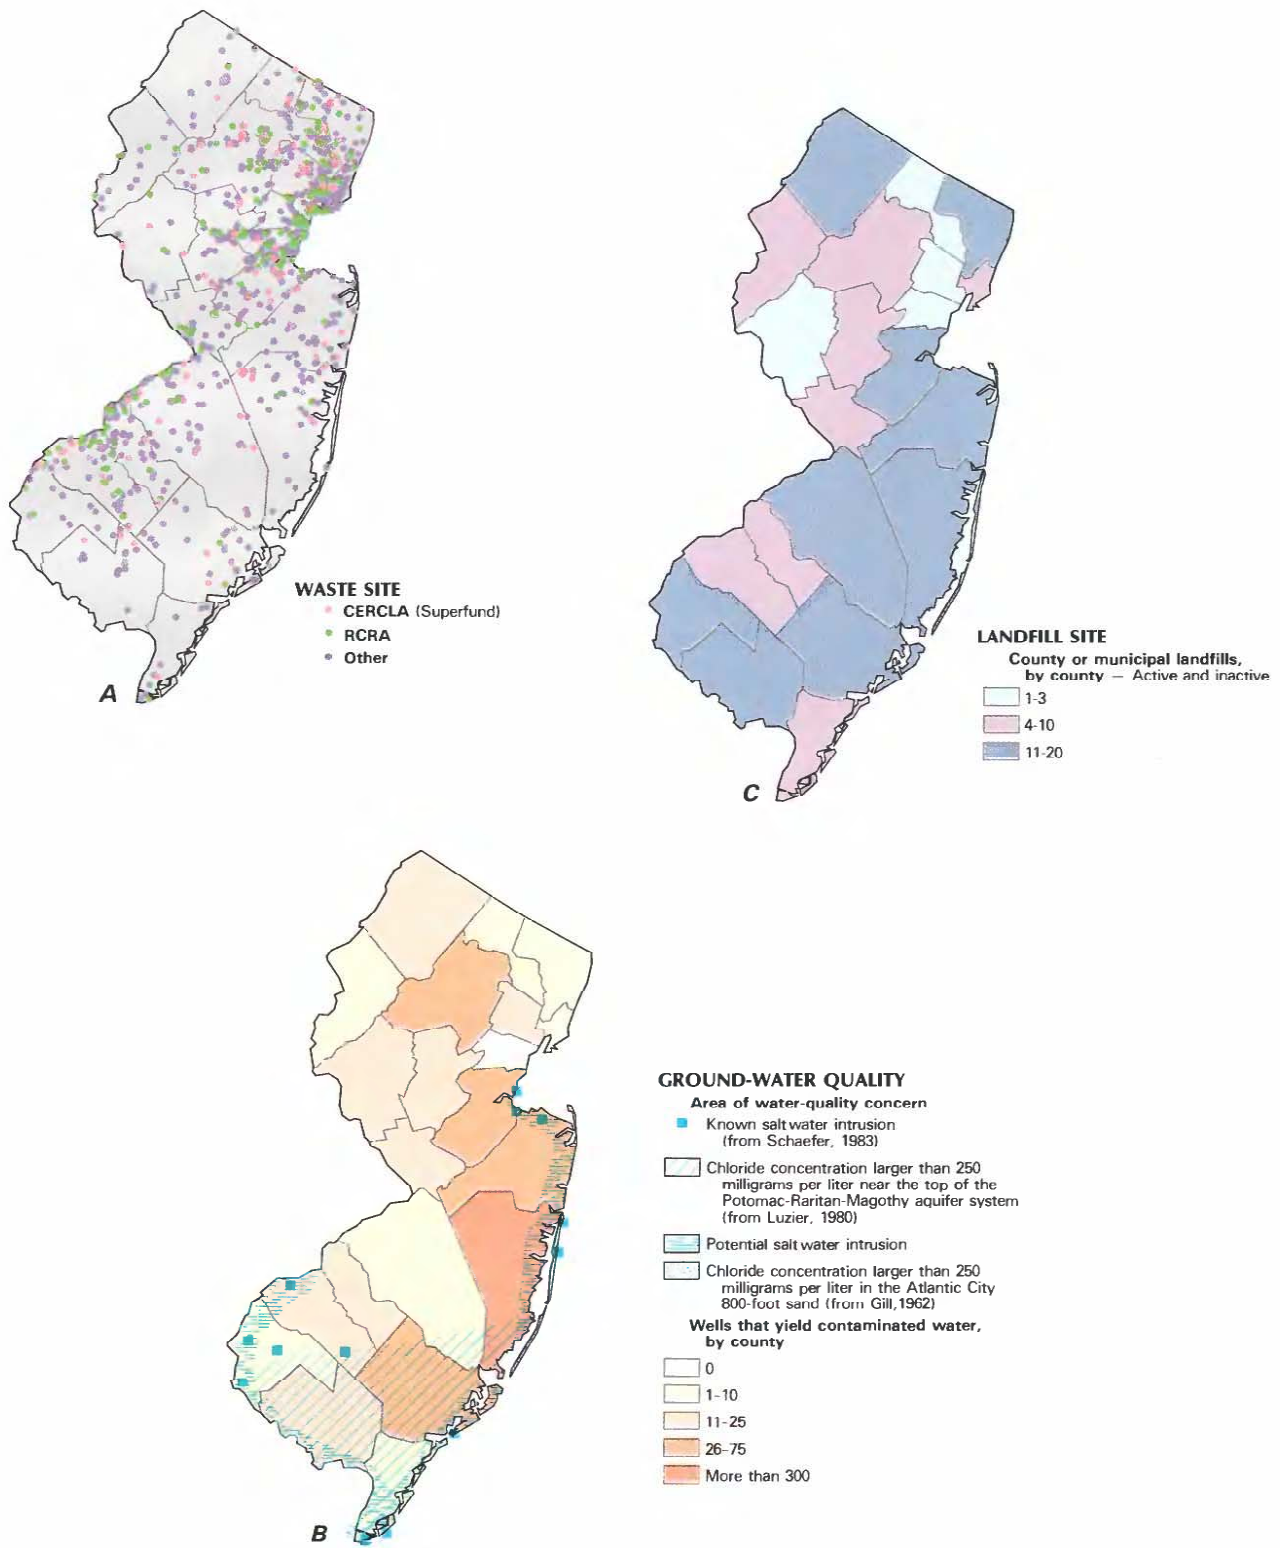 WASTE SITE
CERCLA (Superfund)
RCRA
Other
A
LANDFILL SITE
County or municipal landfills,
by county — Active and inactive
1-3
4-10
11-20
C
GROUND-WATER QUALITY
Area of water-quality concern
Known saltwater intrusion
(from Schaefer, 1983)
Chloride concentration larger than 250
milligrams per liter near the top of the
Potomac-Raritan-Magothy aquifer system
(from Luzier, 1980)
Potential saltwater intrusion
Chloride concentration larger than 250
milligrams per liter in the Atlantic City
800-foot sand (from Gill, 1962)
Wells that yield contaminated water,
by county
0
1-10
11-25
26-75
More than 300
B